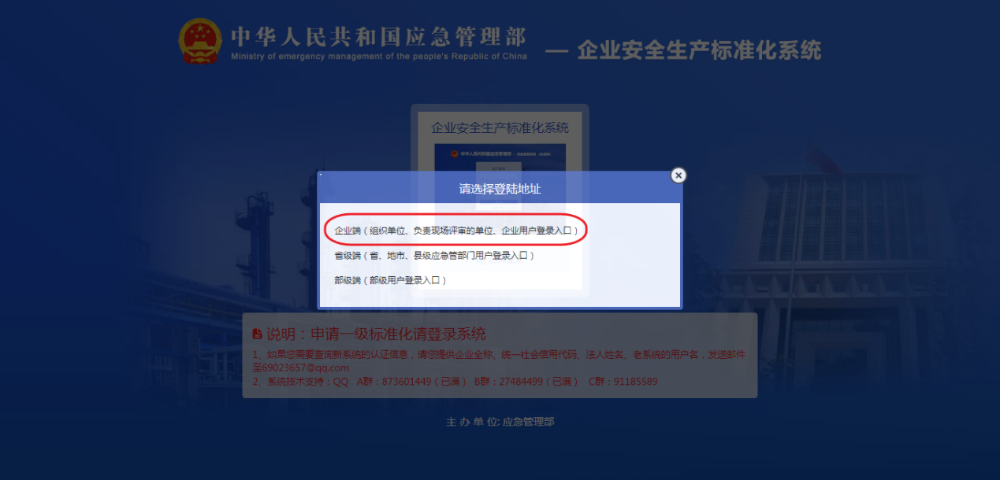 中华人民共和国应急管理部
Ministry of emergency management of the people's Republic of China
— 企业安全生产标准化系统
企业安全生产标准化系统
请选择登陆地址
企业端（组织单位、负责现场评审的单位、企业用户登录入口）
省级端（省、地市、县级应急管部门用户登录入口）
部级端（部级用户登录入口）
说明：申请一级标准化请登录系统
1、如果您需要查询新系统的认证信息，请您提供企业全称、统一社会信用代码、法人姓名、老系统的用户名，发送邮件
至69023657@qq.com
2、系统技术支持：QQ A群：873601449（已满） B群：27484499（已满） C群：91185589
主 办 单 位: 应急管理部